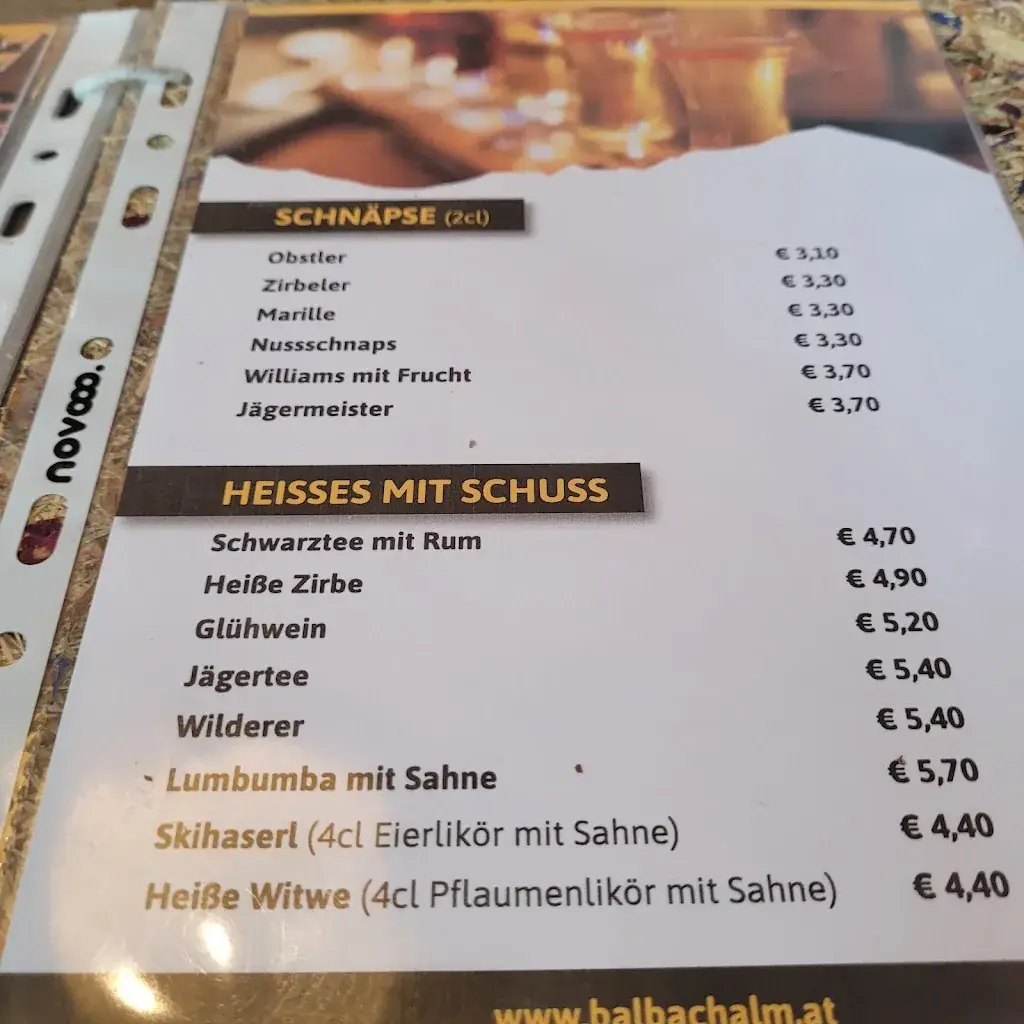 SCHNÄPSE (2cl)
Obstler € 3,10
Zirbeler € 3,30
Marille € 3,30
Nussschnaps € 3,30
Williams mit Frucht € 3,70
Jägermeister € 3,70
HEISSES MIT SCHUSS
Schwarztee mit Rum € 4,70
Heiße Zirbe € 4,90
Glühwein € 5,20
Jägertee € 5,40
Wilderer € 5,40
Lumbumba mit Sahne € 5,70
Skihaserl (4cl Eierlikör mit Sahne) € 4,40
Heiße Witwe (4cl Pflaumenlikör mit Sahne) € 4,40
www.balbachalm.at